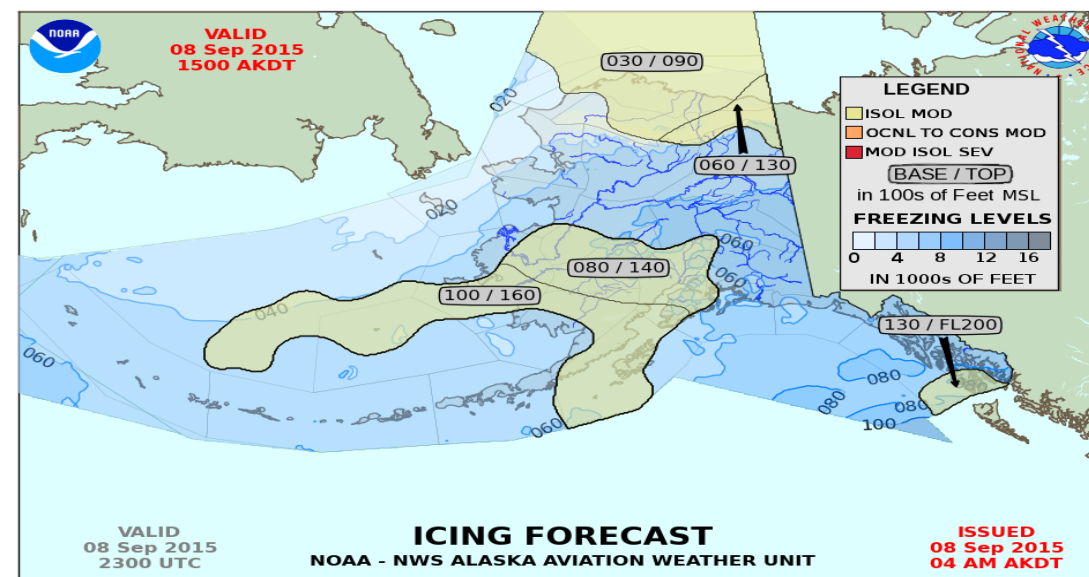 NOAA
VALID
08 Sep 2015
1500 AKDT
030 / 090
020
060 / 130
LEGEND
ISOL MOD
OCNL TO CONS MOD
MOD ISOL SEV
BASE / TOP
in 100s of Feet MSL
FREEZING LEVELS
0 4 8 12 16
IN 1000s OF FEET
020
060
060
080 / 140
100 / 160
040
060
130 / FL200
080
080
080
080
100
060
VALID
08 Sep 2015
2300 UTC
ICING FORECAST
NOAA - NWS ALASKA AVIATION WEATHER UNIT
ISSUED
08 Sep 2015
04 AM AKDT